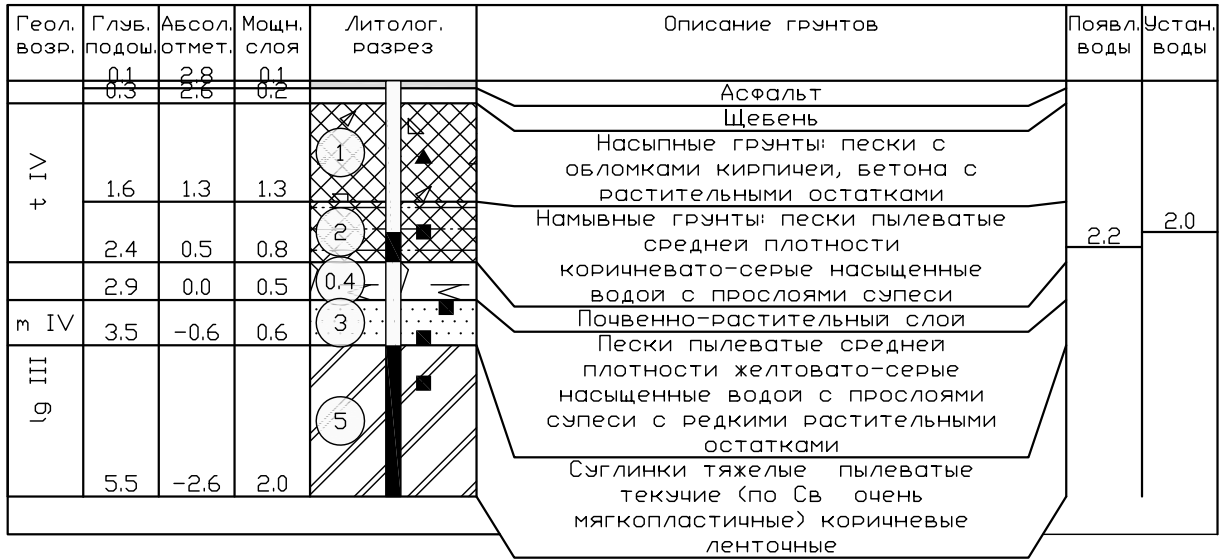 Геол. Глуб. Абсол. Мощн. Литолог. Описание грунтов Появл. Устан.
возр. подош. отмет. слоя разрез воды воды
0.1 2.8 0.1
0.3 2.6 0.2
Асфальт
Щебень
t IV
1
1.6 1.3 1.3
Насыпные грунты: пески с
обломками кирпичей, бетона с
растительными остатками
2
2.4 0.5 0.8
Намывные грунты: пески пылеватые
средней плотности
коричневато-серые насыщенные
водой с прослоями супеси
2.2
2.0
0.4
2.9 0.0 0.5
Почвенно-растительный слой
m IV
3
3.5 -0.6 0.6
Пески пылеватые средней
плотности желтовато-серые
насыщенные водой с прослоями
супеси с редкими растительными
остатками
lg III
5
5.5 -2.6 2.0
Суглинки тяжелые пылеватые
текучие (по Св очень
мягкопластичные) коричневые
ленточные